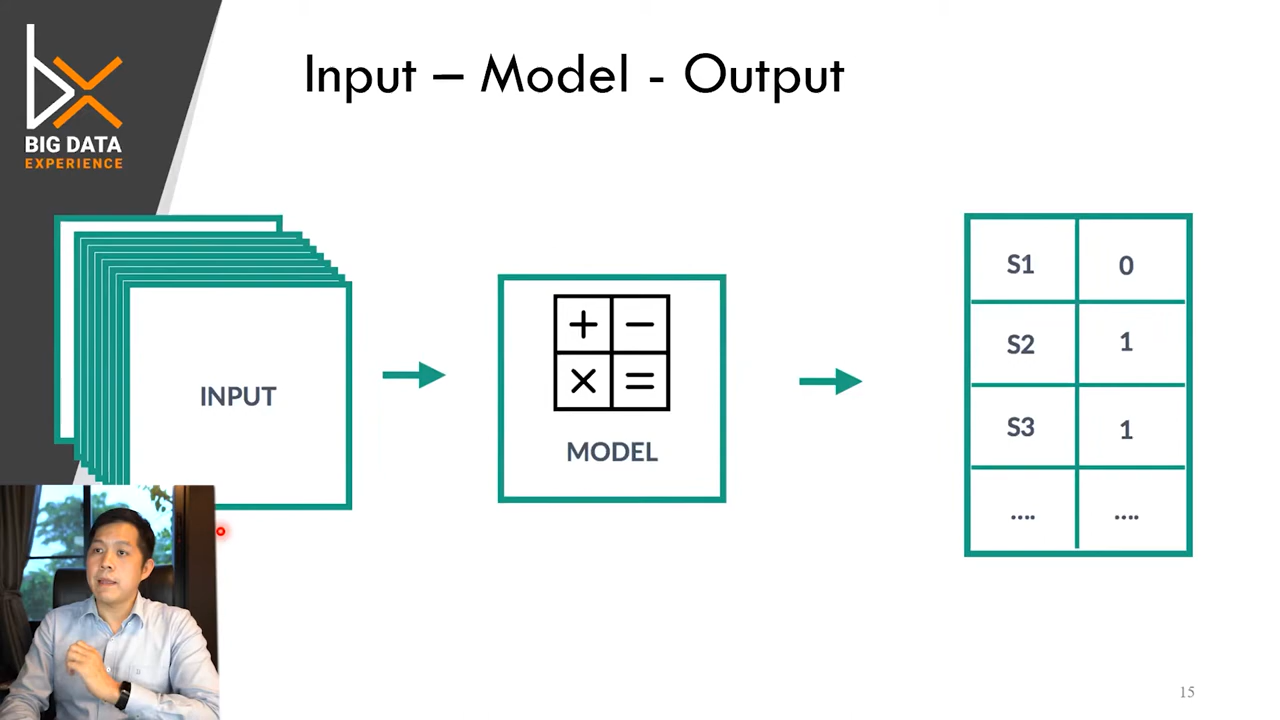 BIG DATA
EXPERIENCE
Input – Model - Output
INPUT
+ −
× =
MODEL
S1 0
S2 1
S3 1
.... ....
15